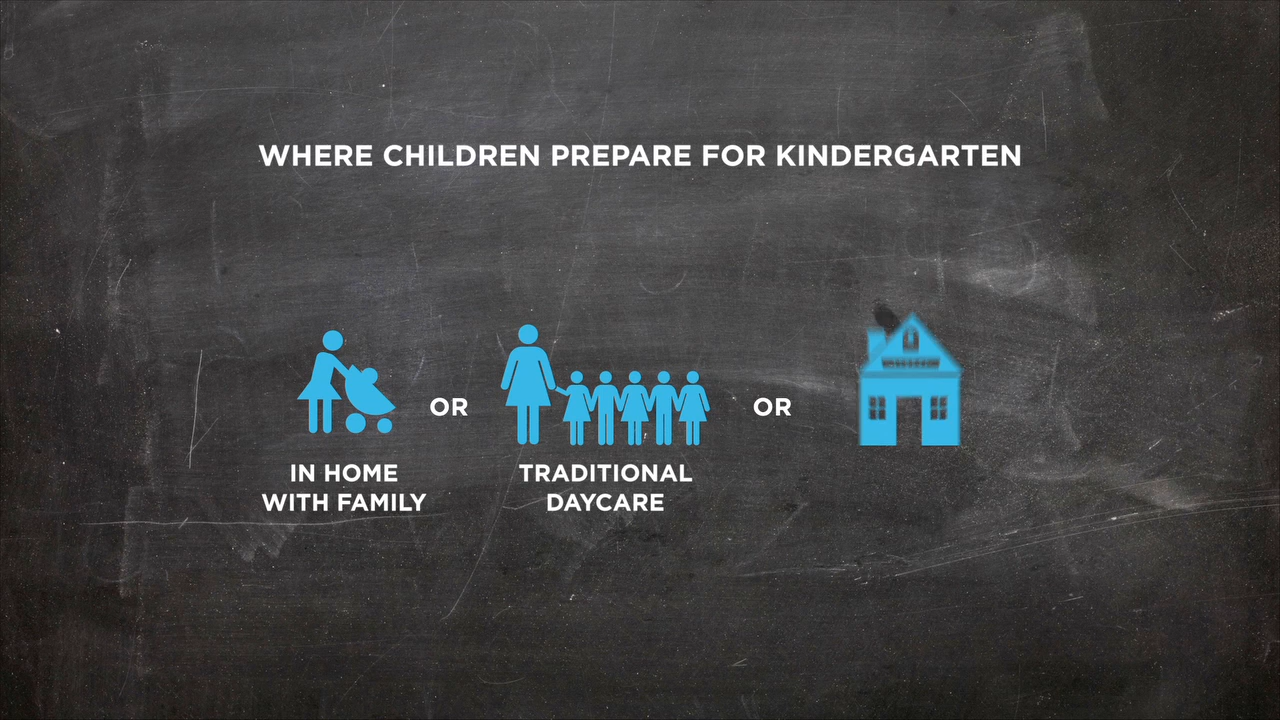 WHERE CHILDREN PREPARE FOR KINDERGARTEN
OR
OR
IN HOME
WITH FAMILY
TRADITIONAL
DAYCARE